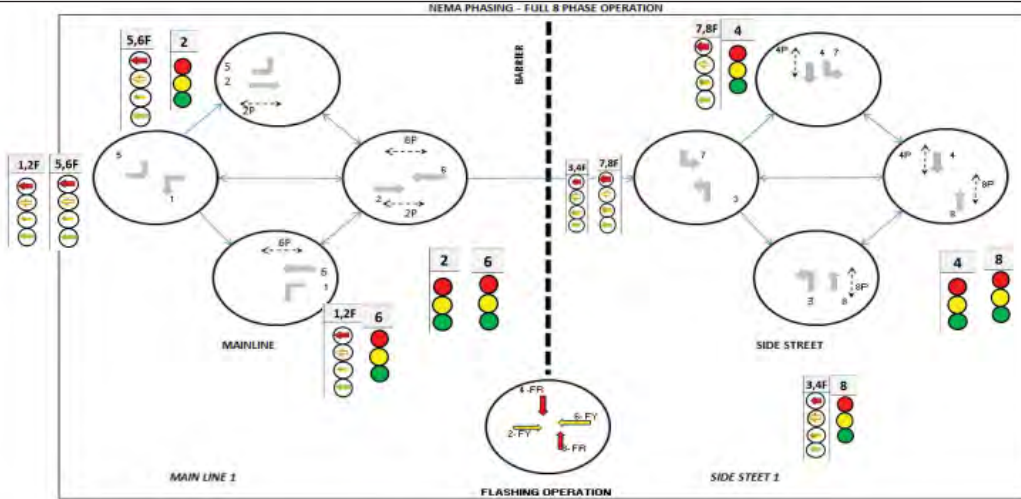 NEMA PHASING - FULL 8 PHASE OPERATION
5,6F
2
5
2
2P
1,2F
5,6F
5
1
6P
6
2
2P
6P
6
1
1,2F
6
2
6
MAINLINE
BARRIER
7,8F
4
4P
4
7
3,4F
7,8F
7
3
4P
4
8P
8
3
8
8P
4
8
SIDE STREET
3,4F
8
4-FR
6-FY
2-FY
8-FR
MAIN LINE 1
SIDE STEET 1
FLASHING OPERATION